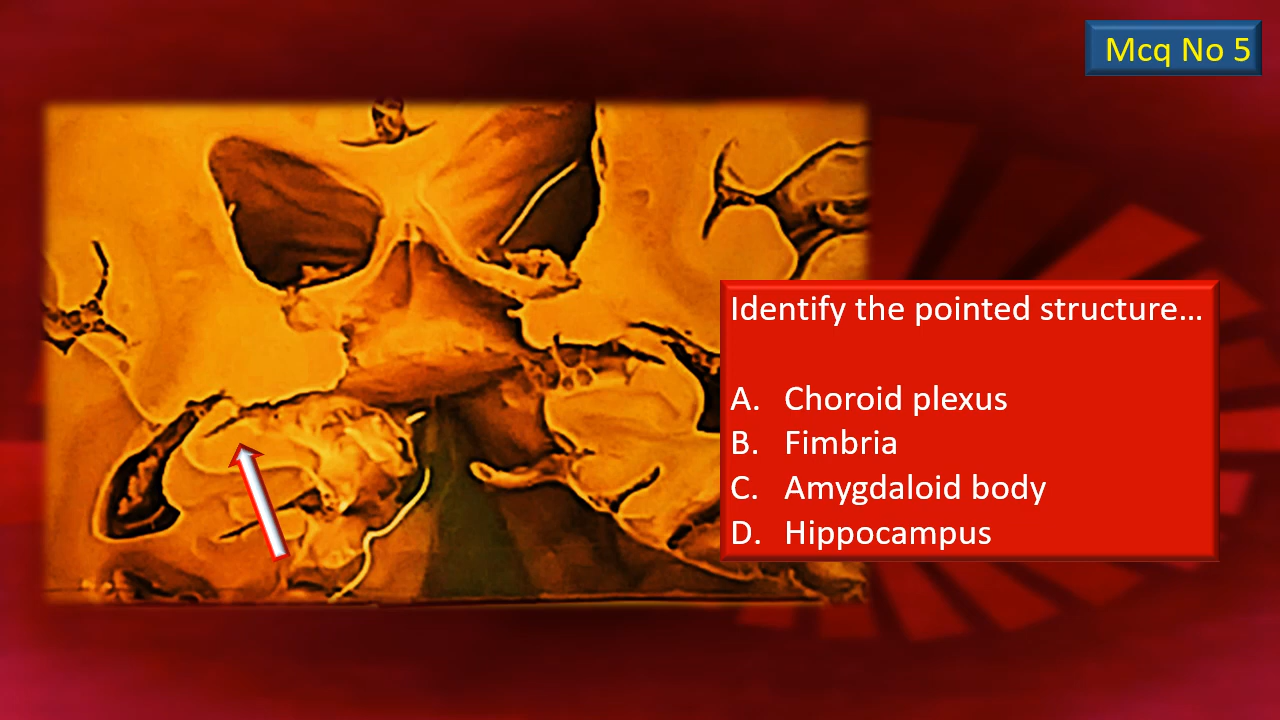 Mcq No 5
Identify the pointed structure…
A. Choroid plexus
B. Fimbria
C. Amygdaloid body
D. Hippocampus